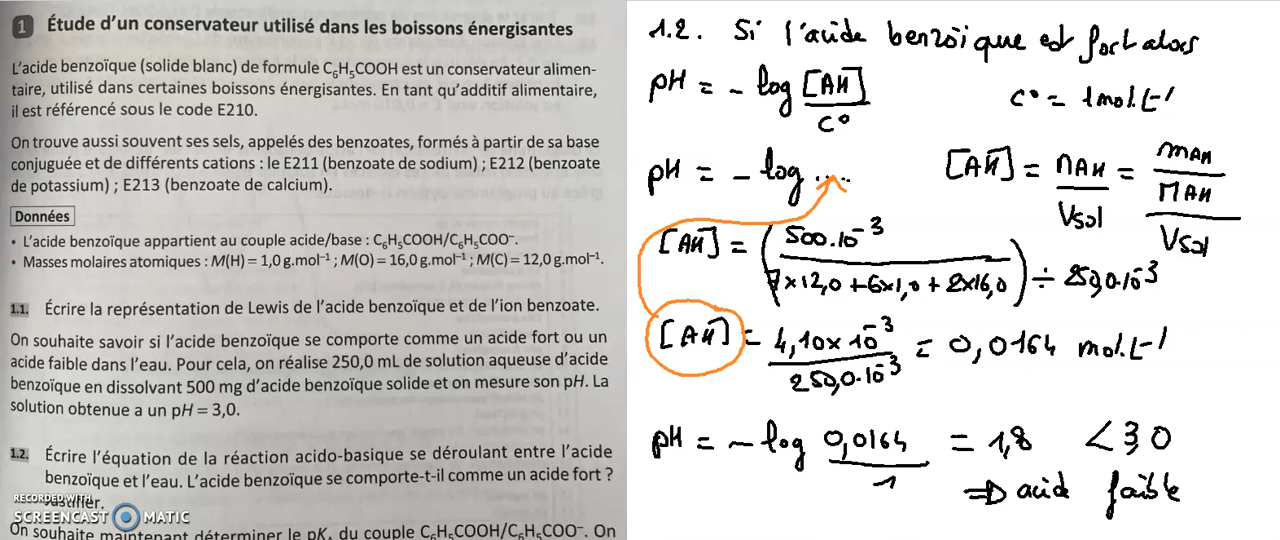 1 Étude d'un conservateur utilisé dans les boissons énergisantes
L'acide benzoïque (solide blanc) de formule C₆H₅COOH est un conservateur alimen-
taire, utilisé dans certaines boissons énergisantes. En tant qu'additif alimentaire,
il est référencé sous le code E210.
On trouve aussi souvent ses sels, appelés des benzoates, formés à partir de sa base
conjuguée et de différents cations : le E211 (benzoate de sodium) ; E212 (benzoate
de potassium) ; E213 (benzoate de calcium).
Données
• L'acide benzoïque appartient au couple acide/base : C₆H₅COOH/C₆H₅COO⁻.
• Masses molaires atomiques : M(H) = 1,0 g.mol⁻¹ ; M(O) = 16,0 g.mol⁻¹ ; M(C) = 12,0 g.mol⁻¹.
1.1. Écrire la représentation de Lewis de l'acide benzoïque et de l'ion benzoate.
On souhaite savoir si l'acide benzoïque se comporte comme un acide fort ou un
acide faible dans l'eau. Pour cela, on réalise 250,0 mL de solution aqueuse d'acide
benzoïque en dissolvant 500 mg d'acide benzoïque solide et on mesure son pH. La
solution obtenue a un pH = 3,0.
1.2. Écrire l'équation de la réaction acido-basique se déroulant entre l'acide
benzoïque et l'eau. L'acide benzoïque se comporte-t-il comme un acide fort ?
Justifier.
RECORDED WITH
SCREENCAST MATIC
On souhaite maintenant déterminer le pKₐ du couple C₆H₅COOH/C₆H₅COO⁻. On
1.2. Si l'acide benzoïque est fort alors
pH = - log [AH]/C° C° = 1 mol.L⁻¹
pH = - log .... [AH] = nAH/Vsol = mAH/MAH/Vsol
[AH] = (500.10⁻³/7×12,0+6×1,0+2×16,0) ÷ 250,0.10⁻³
[AH] = 4,10×10⁻³/250,0.10⁻³ = 0,0164 mol.L⁻¹
pH = - log 0,0164/1 = 1,8 < 3,0
⇒ acide faible